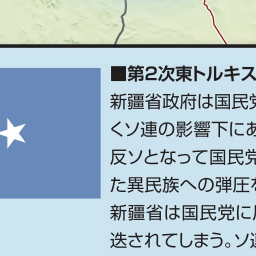 ■第2次東トルキス
新疆省政府は国民党
くソ連の影響下にあ
反ソとなって国民党
た異民族への弾圧を
新疆省は国民党に
迭されてしまう。ソ連